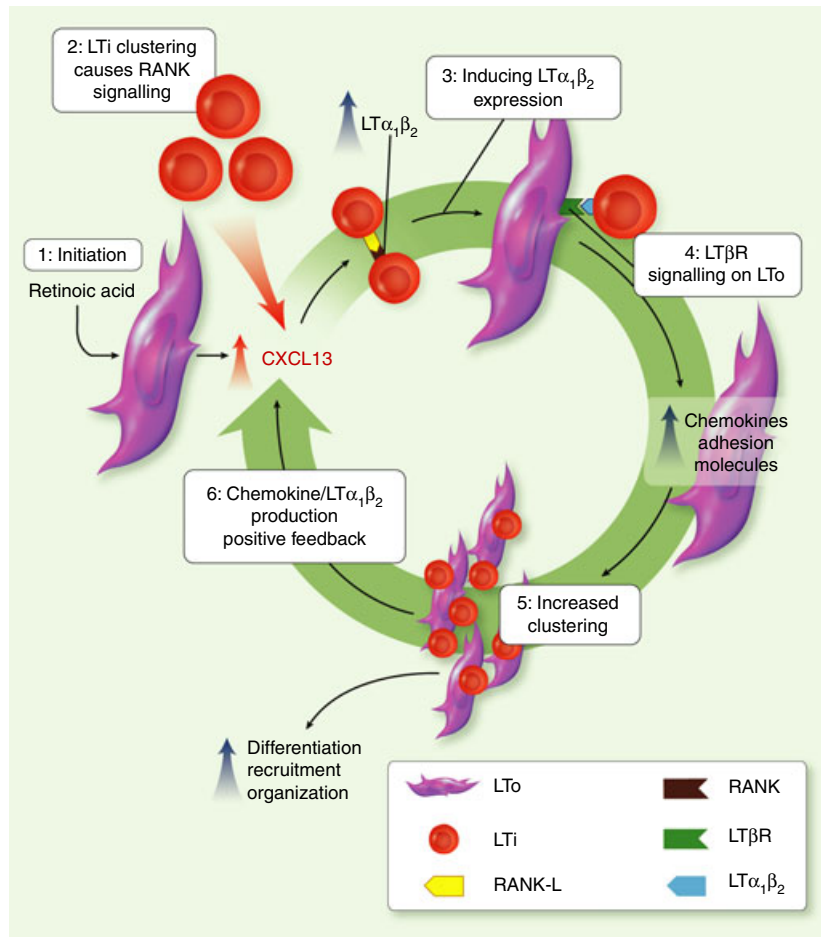 2: LTi clustering
causes RANK
signalling
LTα₁β₂
3: Inducing LTα₁β₂
expression
1: Initiation
Retinoic acid
CXCL13
4: LTβR
signalling on LTo
Chemokines
adhesion
molecules
6: Chemokine/LTα₁β₂
production
positive feedback
5: Increased
clustering
Differentiation
recruitment
organization
LTo
RANK
LTi
LTβR
RANK-L
LTα₁β₂